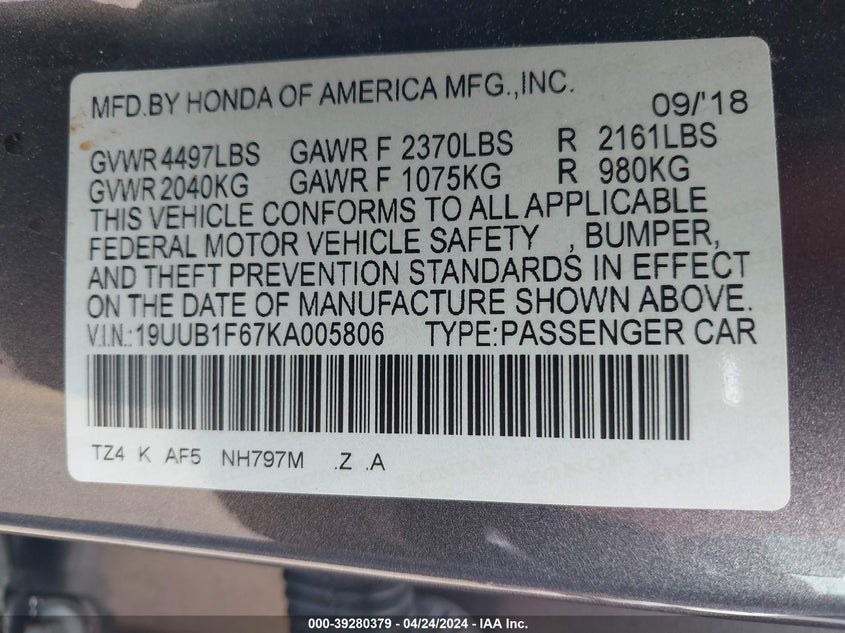 MFD.BY HONDA OF AMERICA MFG.,INC.
09/'18
GVWR 4497LBS GAWR F 2370LBS R 2161LBS
GVWR 2040KG GAWR F 1075KG R 980KG
THIS VEHICLE CONFORMS TO ALL APPLICABLE
FEDERAL MOTOR VEHICLE SAFETY , BUMPER,
AND THEFT PREVENTION STANDARDS IN EFFECT
ON THE DATE OF MANUFACTURE SHOWN ABOVE.
V.I.N.:19UUB1F67KA005806 TYPE:PASSENGER CAR
TZ4 K AF5 NH797M .Z .A
000-39280379 - 04/24/2024 - IAA Inc.